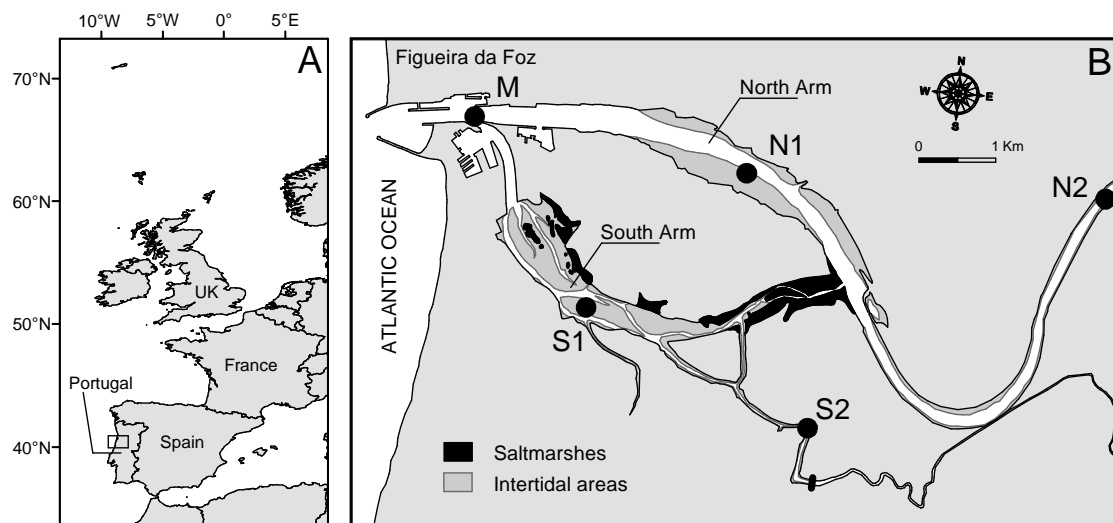 10°W 5°W 0° 5°E
A
70°N
60°N
50°N
40°N
UK
France
Portugal
Spain
B
Figueira da Foz
M
North Arm
N
W E
S
0 1 Km
N1
N2
ATLANTIC OCEAN
South Arm
S1
S2
Saltmarshes
Intertidal areas